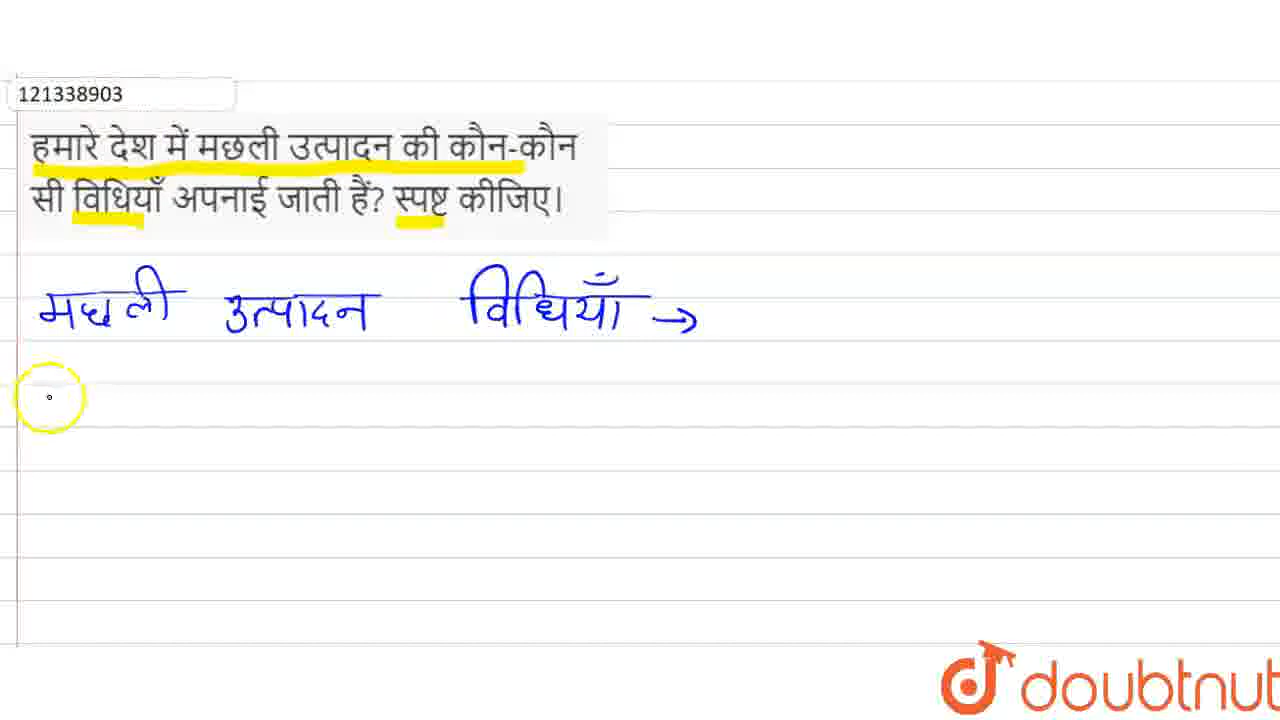 121338903
हमारे देश में मछली उत्पादन की कौन-कौन
सी विधियाँ अपनाई जाती हैं? स्पष्ट कीजिए।
मछली उत्पादन विधियाँ →
doubtnut